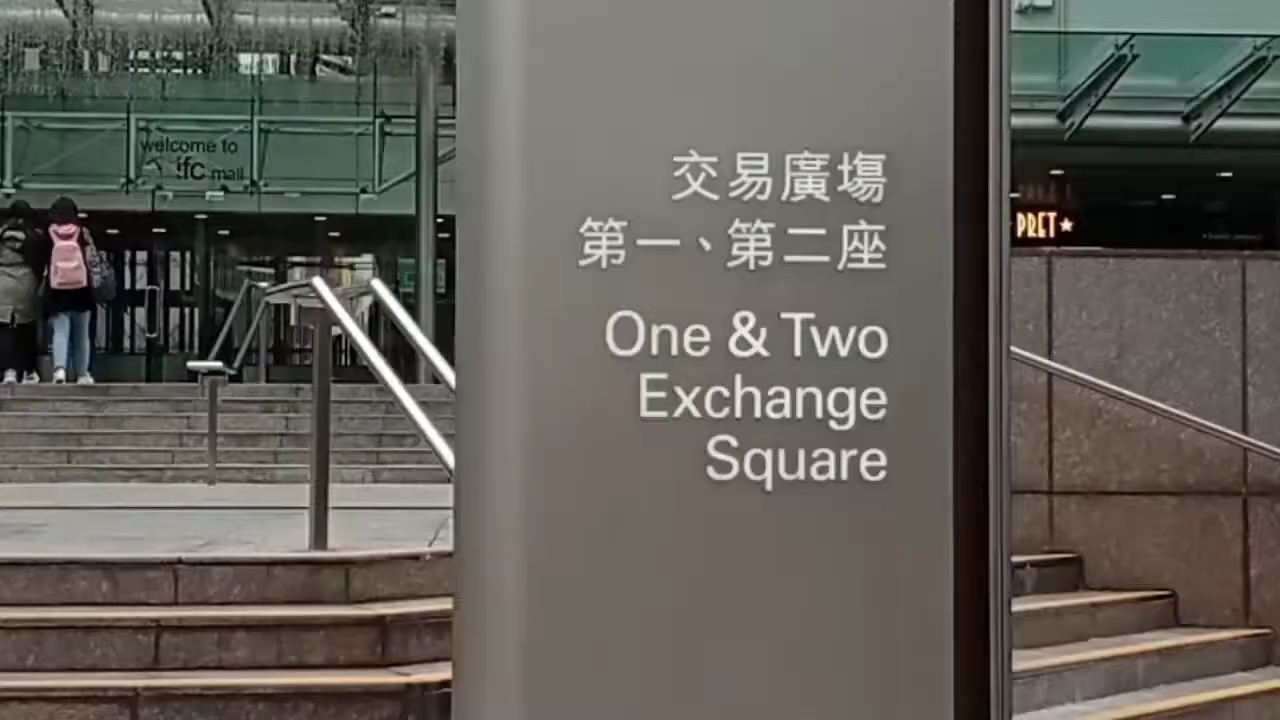 welcome to
ifc mall
交易廣場
第一、第二座
One & Two
Exchange
Square
PRET★